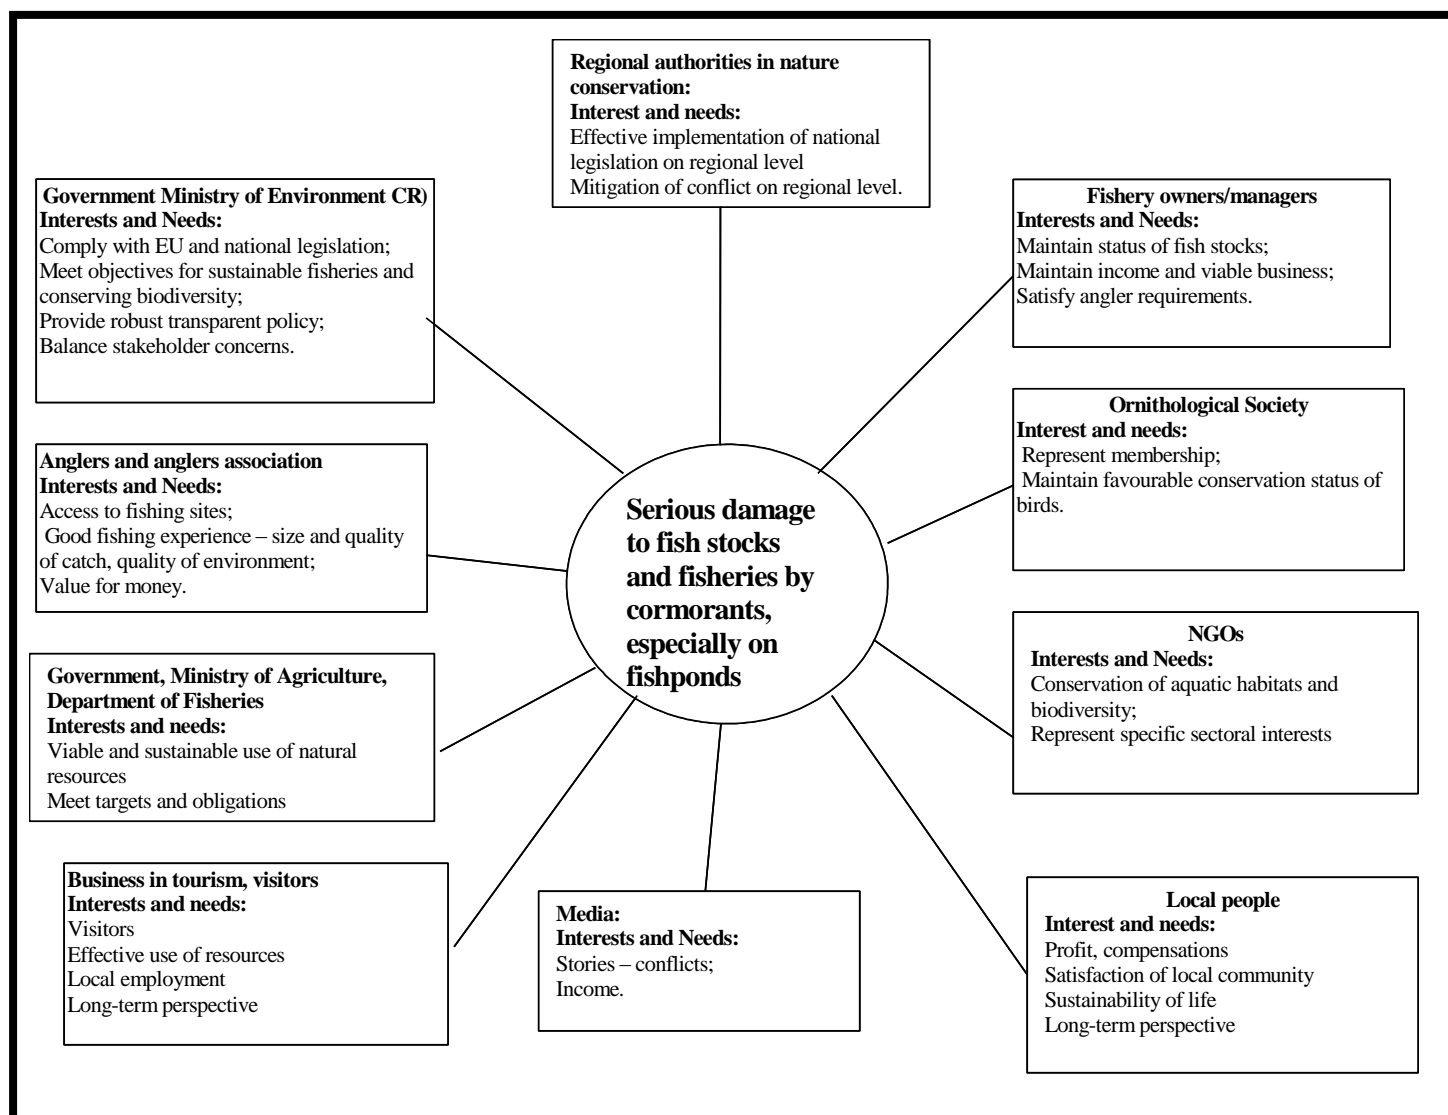 Regional authorities in nature
conservation:
Interest and needs:
Effective implementation of national
legislation on regional level
Mitigation of conflict on regional level.
Government Ministry of Environment CR)
Interests and Needs:
Comply with EU and national legislation;
Meet objectives for sustainable fisheries and
conserving biodiversity;
Provide robust transparent policy;
Balance stakeholder concerns.
Fishery owners/managers
Interests and Needs:
Maintain status of fish stocks;
Maintain income and viable business;
Satisfy angler requirements.
Ornithological Society
Interest and needs:
Represent membership;
Maintain favourable conservation status of
birds.
Anglers and anglers association
Interests and Needs:
Access to fishing sites;
Good fishing experience – size and quality
of catch, quality of environment;
Value for money.
Serious damage
to fish stocks
and fisheries by
cormorants,
especially on
fishponds
NGOs
Interests and Needs:
Conservation of aquatic habitats and
biodiversity;
Represent specific sectoral interests
Government, Ministry of Agriculture,
Department of Fisheries
Interests and needs:
Viable and sustainable use of natural
resources
Meet targets and obligations
Business in tourism, visitors
Interests and needs:
Visitors
Effective use of resources
Local employment
Long-term perspective
Media:
Interests and Needs:
Stories – conflicts;
Income.
Local people
Interest and needs:
Profit, compensations
Satisfaction of local community
Sustainability of life
Long-term perspective